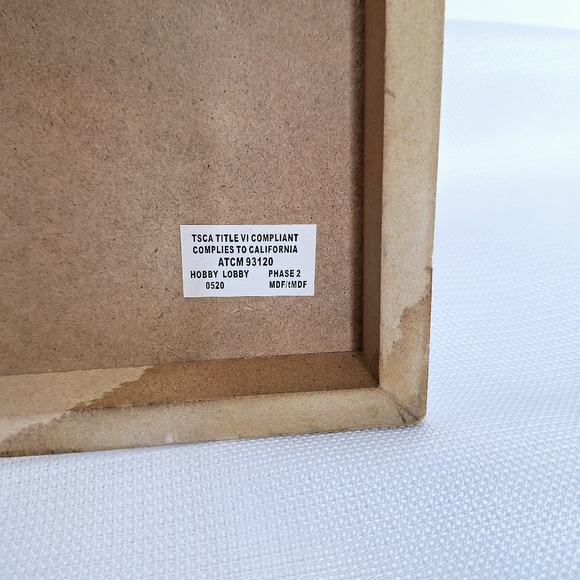 TSCA TITLE VI COMPLIANT
COMPLIES TO CALIFORNIA
ATCM 93120
HOBBY LOBBY PHASE 2
0520 MDF/tMDF